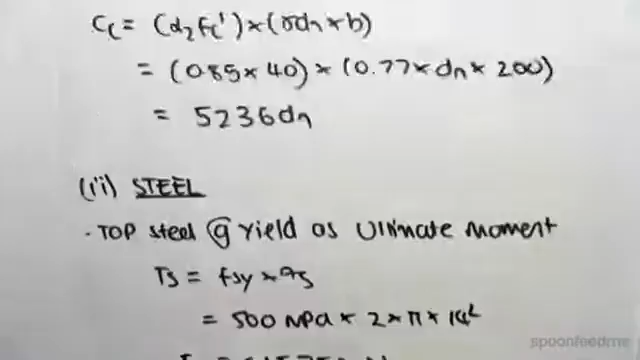 Cc = (α2 fc') × (γdn × b)
= (0.85 × 40) × (0.77 × dn × 200)
= 5236dn
(ii) STEEL
· TOP Steel @ Yield as Ultimate Moment
Ts = fsy × As
= 500 MPa × 2 × π × 14²
spoonfeedme